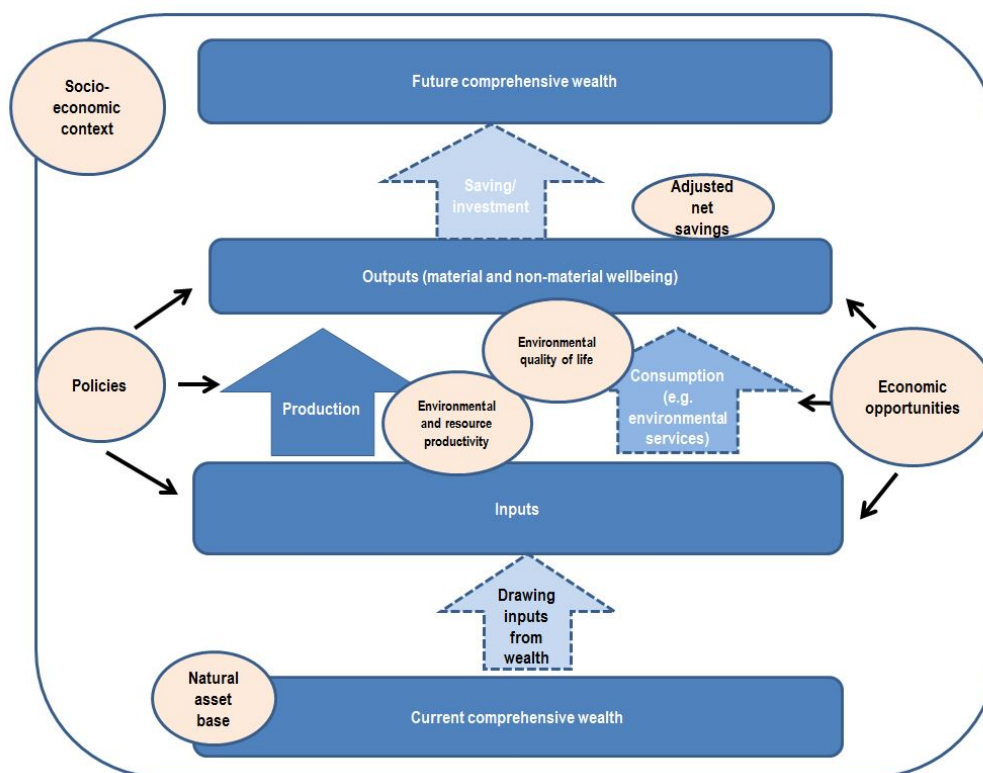 Future comprehensive wealth
Socio-
economic
context
Saving/
investment
Adjusted
net
savings
Outputs (material and non-material wellbeing)
Environmental
quality of life
Policies
Production
Environmental
and resource
productivity
Consumption
(e.g.
environmental
services)
Economic
opportunities
Inputs
Drawing
inputs
from
wealth
Natural
asset
base
Current comprehensive wealth